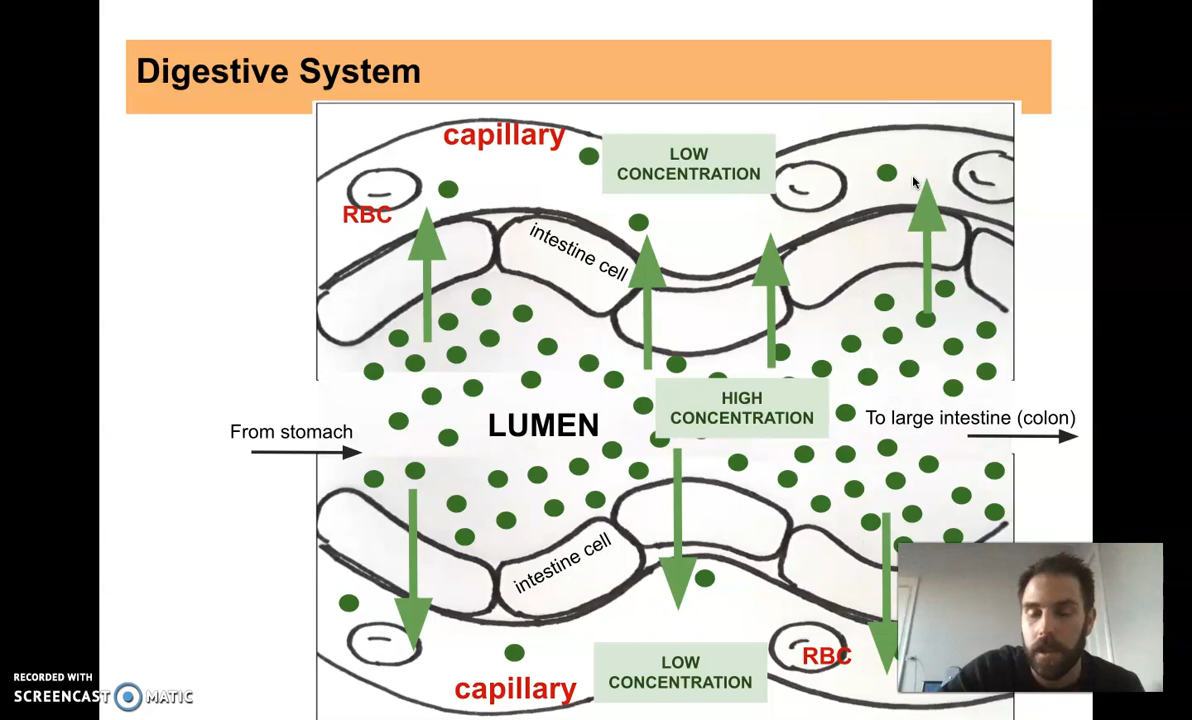 Digestive System
capillary
LOW
CONCENTRATION
RBC
intestine cell
HIGH
CONCENTRATION
LUMEN
To large intestine (colon)
From stomach
intestine cell
RBC
LOW
CONCENTRATION
capillary
RECORDED WITH
SCREENCAST MATIC